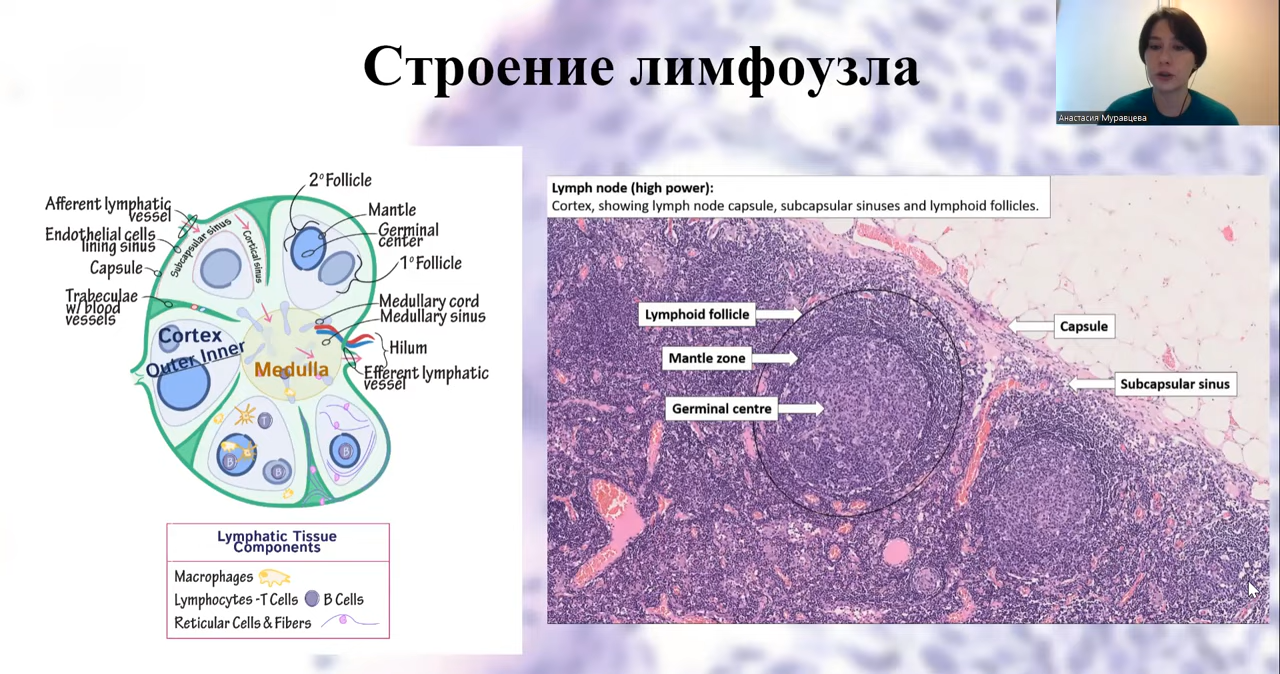 Строение лимфоузла
Анастасия Муравцева
2° Follicle
Afferent lymphatic
vessel
Endothelial cells
lining sinus
Capsule
Trabeculae
w/ blood
vessels
Subcapsular sinus
Cortical sinus
Mantle
Germinal
center
1° Follicle
Medullary cord
Medullary sinus
Hilum
Efferent lymphatic
vessel
Cortex
Outer Inner
Medulla
T
B
B
B
Lymphatic Tissue
Components
Macrophages
Lymphocytes -T Cells B Cells
Reticular Cells & Fibers
Lymph node (high power):
Cortex, showing lymph node capsule, subcapsular sinuses and lymphoid follicles.
Lymphoid follicle
Mantle zone
Germinal centre
Capsule
Subcapsular sinus